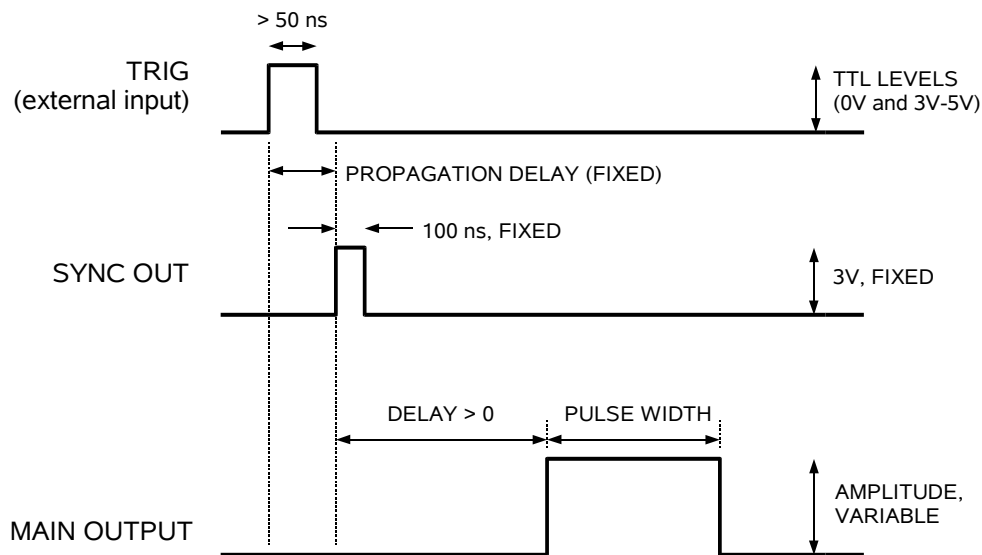 > 50 ns
TRIG
(external input)
TTL LEVELS
(0V and 3V-5V)
PROPAGATION DELAY (FIXED)
100 ns, FIXED
SYNC OUT
3V, FIXED
DELAY > 0
PULSE WIDTH
AMPLITUDE,
VARIABLE
MAIN OUTPUT